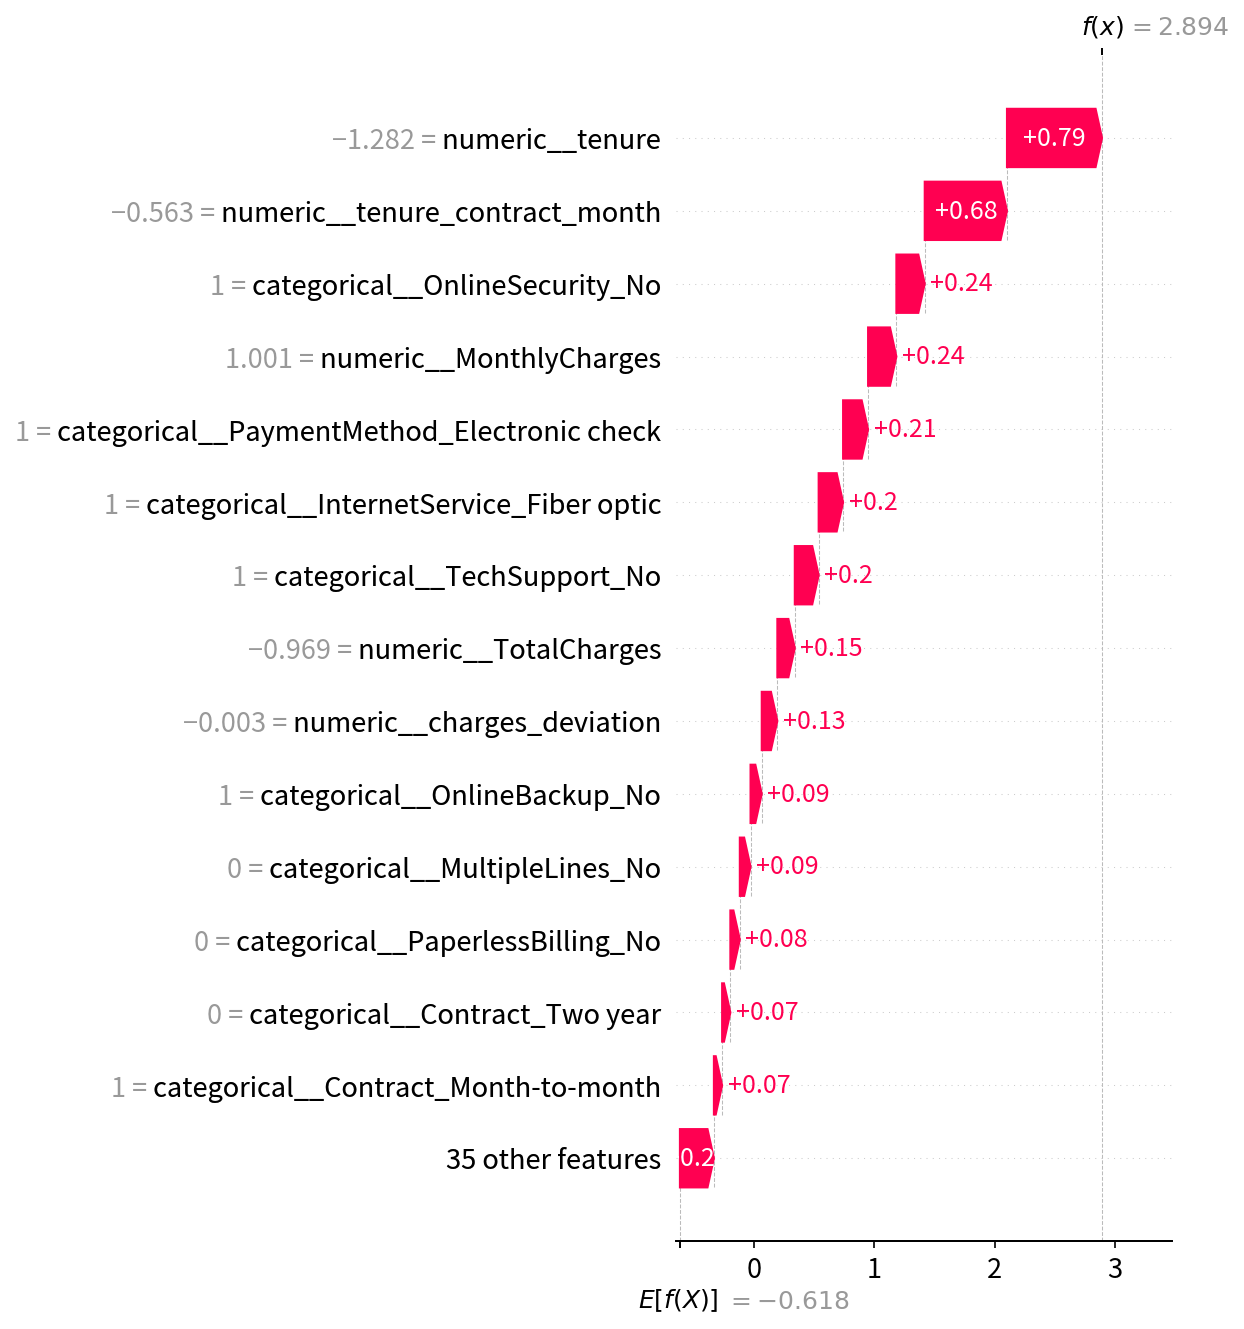 f(x) = 2.894
−1.282 = numeric__tenure
+0.79
−0.563 = numeric__tenure_contract_month
+0.68
1 = categorical__OnlineSecurity_No
+0.24
1.001 = numeric__MonthlyCharges
+0.24
1 = categorical__PaymentMethod_Electronic check
+0.21
1 = categorical__InternetService_Fiber optic
+0.2
1 = categorical__TechSupport_No
+0.2
−0.969 = numeric__TotalCharges
+0.15
−0.003 = numeric__charges_deviation
+0.13
1 = categorical__OnlineBackup_No
+0.09
0 = categorical__MultipleLines_No
+0.09
0 = categorical__PaperlessBilling_No
+0.08
0 = categorical__Contract_Two year
+0.07
1 = categorical__Contract_Month-to-month
+0.07
35 other features
0.2
0 1 2 3
E[f(X)] = −0.618